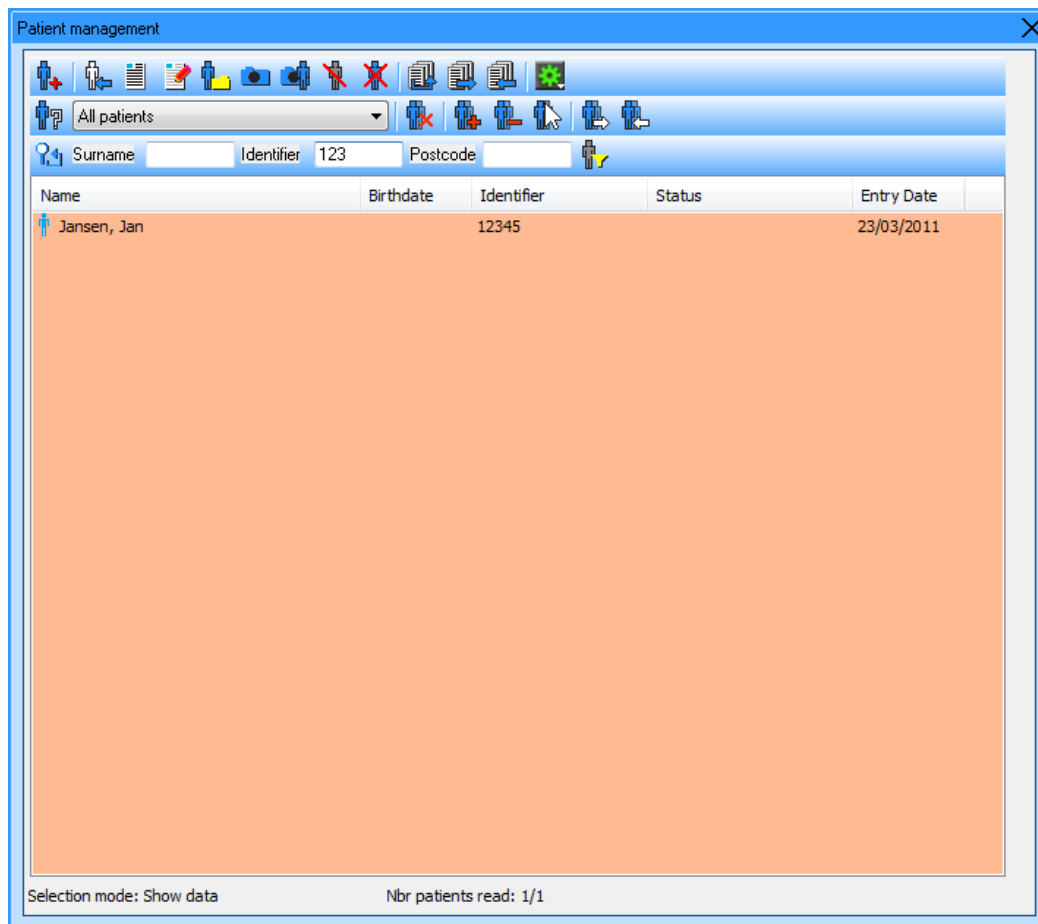 Patient management
All patients
Surname Identifier 123 Postcode
Name Birthdate Identifier Status Entry Date
Jansen, Jan 12345 23/03/2011
Selection mode: Show data Nbr patients read: 1/1